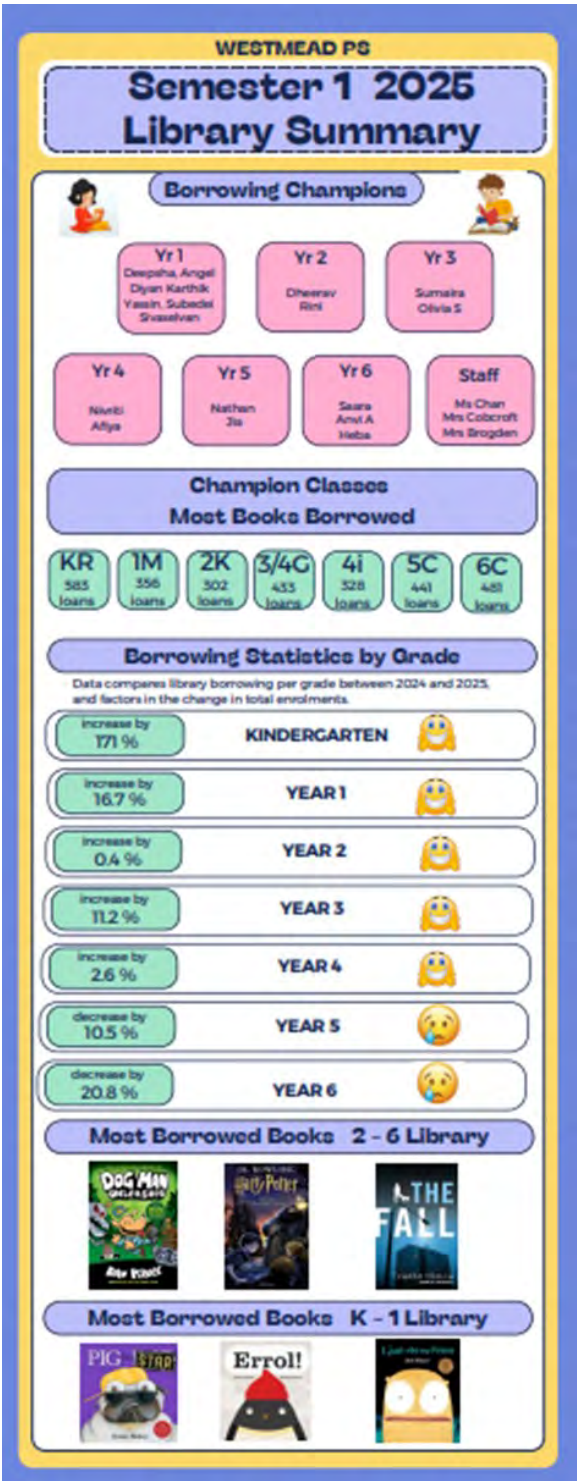 WESTMEAD PS
Semester 1 2025
Library Summary
Borrowing Champions
Yr 1
Deepsha, Angel
Diyan Karthik
Yassin, Subedei
Sivaselvan
Yr 2
Dheerav
Rini
Yr 3
Sumaira
Olivia S
Yr 4
Nivriti
Afiya
Yr 5
Nathan
Jia
Yr 6
Saara
Anvi A
Heba
Staff
Ms Chan
Mrs Cobcroft
Mrs Brogden
Champion Classes
Most Books Borrowed
KR
583
loans
1M
356
loans
2K
302
loans
3/4G
433
loans
4i
328
loans
5C
441
loans
6C
481
loans
Borrowing Statistics by Grade
Data compares library borrowing per grade between 2024 and 2025,
and factors in the change in total enrolments.
increase by
171 %
KINDERGARTEN
increase by
16.7 %
YEAR 1
increase by
0.4 %
YEAR 2
increase by
11.2 %
YEAR 3
increase by
2.6 %
YEAR 4
decrease by
10.5 %
YEAR 5
decrease by
20.8 %
YEAR 6
Most Borrowed Books 2 - 6 Library
DOG MAN
UNLEASHED
DAV PILKEY
J.K. ROWLING
Harry Potter
THE
FALL
Most Borrowed Books K - 1 Library
PIG
THE
STAR
Errol!